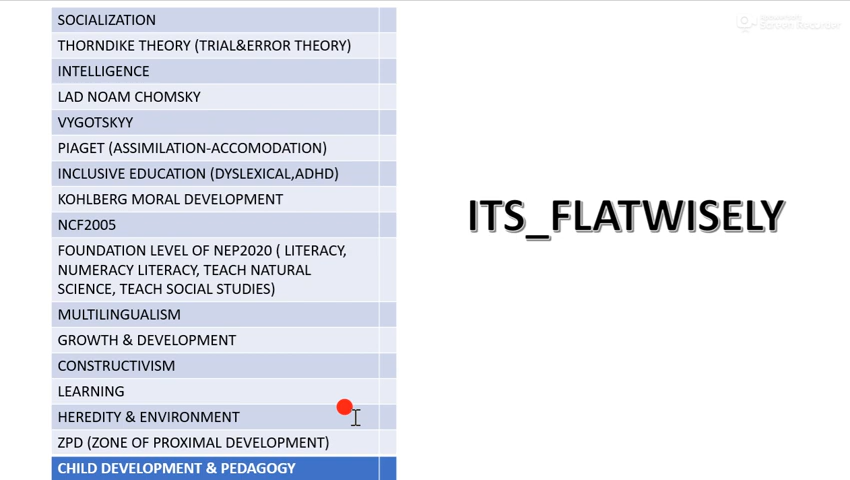 SOCIALIZATION
THORNDIKE THEORY (TRIAL&ERROR THEORY)
INTELLIGENCE
LAD NOAM CHOMSKY
VYGOTSKYY
PIAGET (ASSIMILATION-ACCOMODATION)
INCLUSIVE EDUCATION (DYSLEXICAL,ADHD)
KOHLBERG MORAL DEVELOPMENT
NCF2005
FOUNDATION LEVEL OF NEP2020 ( LITERACY,
NUMERACY LITERACY, TEACH NATURAL
SCIENCE, TEACH SOCIAL STUDIES)
MULTILINGUALISM
GROWTH & DEVELOPMENT
CONSTRUCTIVISM
LEARNING
HEREDITY & ENVIRONMENT
ZPD (ZONE OF PROXIMAL DEVELOPMENT)
CHILD DEVELOPMENT & PEDAGOGY
ITS_FLATWISELY
Screen Recorder